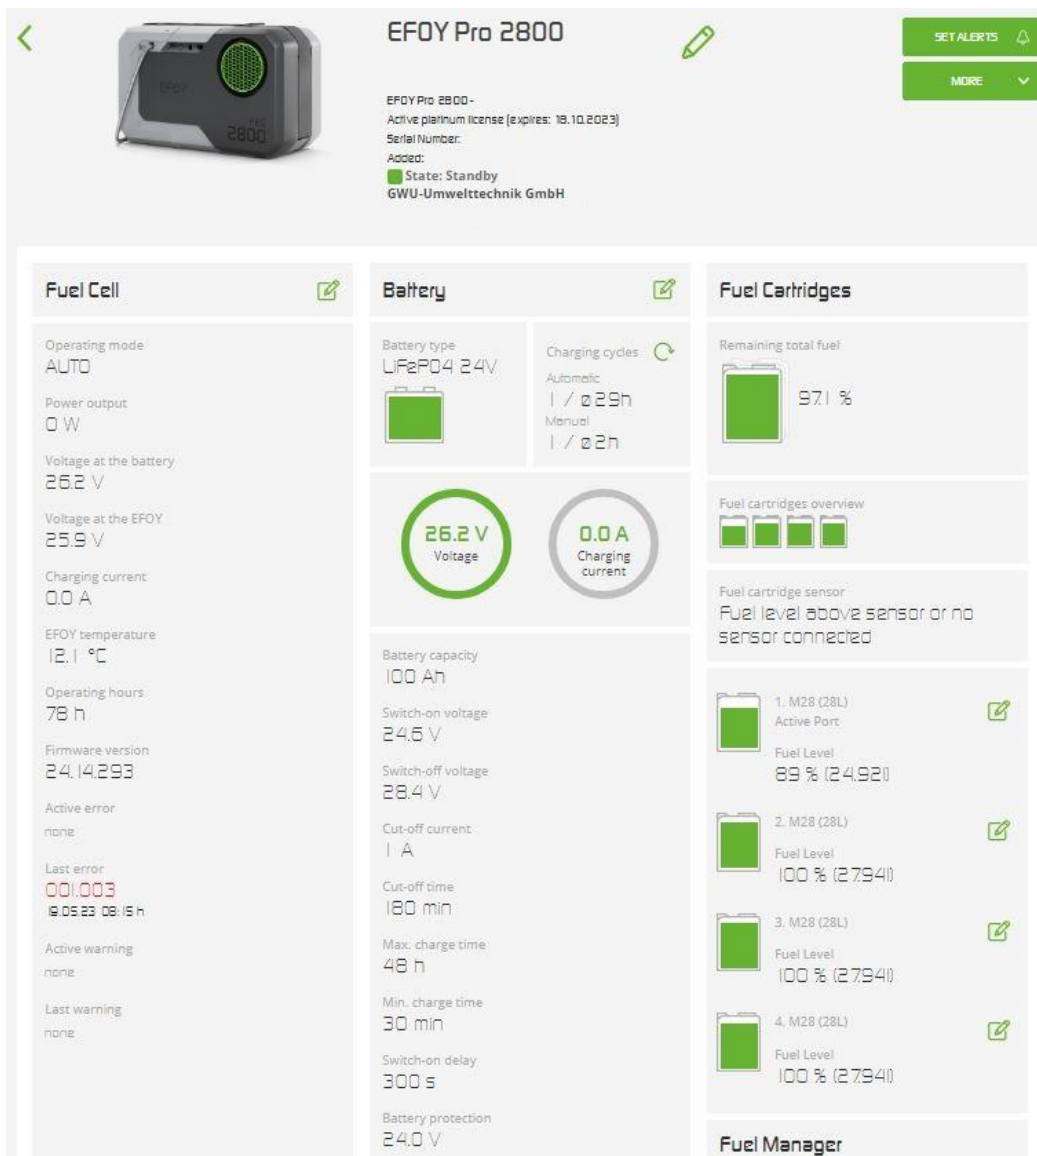 EFOY Pro 2800
SET ALERTS
MORE
EFOY
PRO
2800
EFOY Pro 2800 -
Active platinum license (expires: 18.10.2023)
Serial Number:
Added:
State: Standby
GWU-Umwelttechnik GmbH
Fuel Cell
Operating mode
AUTO
Power output
0 W
Voltage at the battery
26.2 V
Voltage at the EFOY
25.9 V
Charging current
0.0 A
EFOY temperature
12.1 °C
Operating hours
78 h
Firmware version
24.14.293
Active error
none
Last error
001.003
19.05.23 08:15 h
Active warning
none
Last warning
none
Battery
Battery type
LiFePO4 24V
Charging cycles
Automatic
1 / ø 29h
Manual
1 / ø 2h
26.2 V
Voltage
0.0 A
Charging
current
Battery capacity
100 Ah
Switch-on voltage
24.6 V
Switch-off voltage
28.4 V
Cut-off current
1 A
Cut-off time
180 min
Max. charge time
48 h
Min. charge time
30 min
Switch-on delay
300 s
Battery protection
24.0 V
Fuel Cartridges
Remaining total fuel
97.1 %
Fuel cartridges overview
Fuel cartridge sensor
Fuel level above sensor or no
sensor connected
1. M28 (28L)
Active Port
Fuel Level
89 % (24.92l)
2. M28 (28L)
Fuel Level
100 % (27.94l)
3. M28 (28L)
Fuel Level
100 % (27.94l)
4. M28 (28L)
Fuel Level
100 % (27.94l)
Fuel Manager